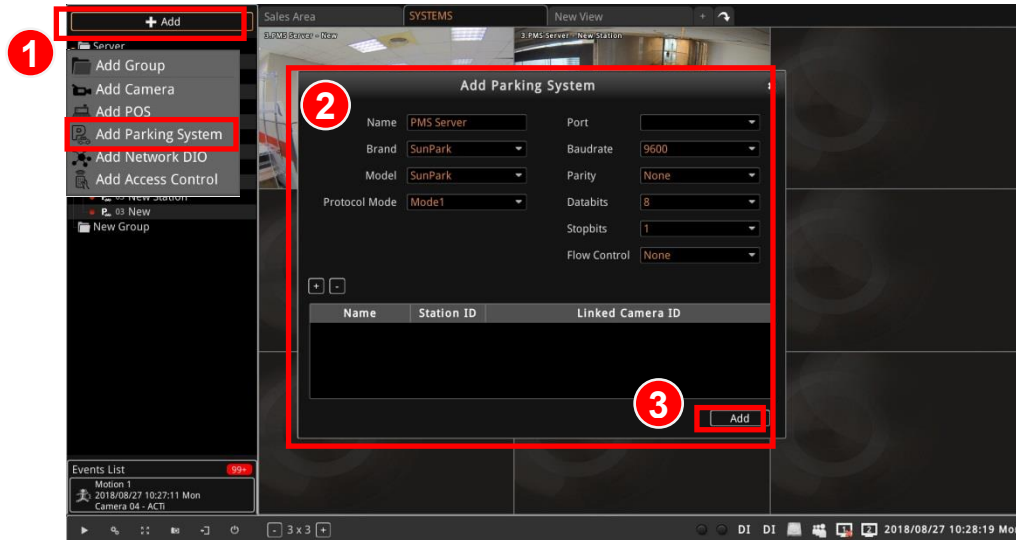 + Add
Sales Area
SYSTEMS
New View
+
1
Server
3.PMS Server - New
3.PMS Server - New Station
Add Group
Add Camera
Add POS
Add Parking System
Add Network DIO
Add Access Control
03 New Station
03 New
New Group
2
Add Parking System
Name PMS Server
Port
Brand SunPark
Baudrate 9600
Model SunPark
Parity None
Protocol Mode Mode1
Databits 8
Stopbits 1
Flow Control None
+ -
Name Station ID Linked Camera ID
3
Add
Events List 99+
Motion 1
2018/08/27 10:27:11 Mon
Camera 04 - ACTi
- 3 x 3 +
DI DI
1 2
2018/08/27 10:28:19 Mon